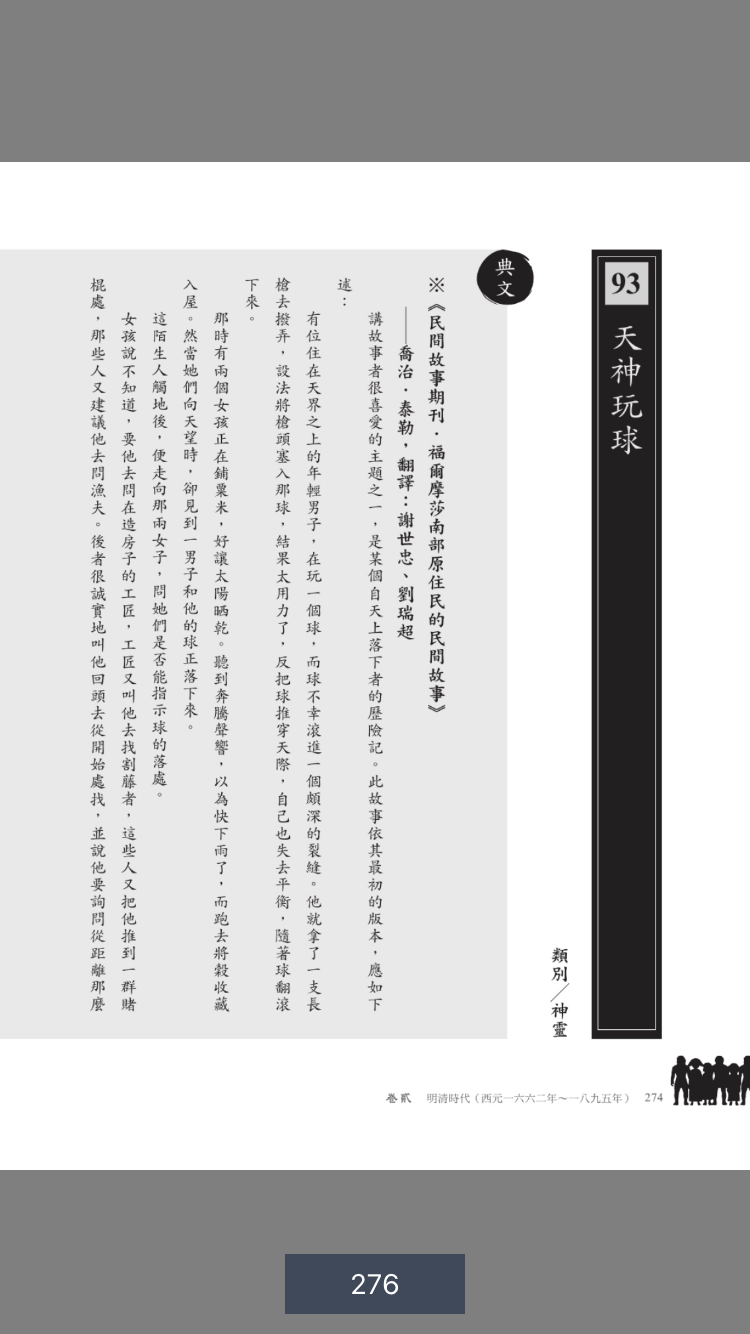 93
天神玩球
類別／神靈
典文
※《民間故事期刊．福爾摩莎南部原住民的民間故事》
──喬治．泰勒，翻譯：謝世忠、劉瑞超
講故事者很喜愛的主題之一，是某個自天上落下者的歷險記。此故事依其最初的版本，應如下
述：
有位住在天界之上的年輕男子，在玩一個球，而球不幸滾進一個頗深的裂縫。他就拿了一支長
槍去撥弄，設法將槍頭塞入那球，結果太用力了，反把球推穿天際，自己也失去平衡，隨著球翻滾
下來。
那時有兩個女孩正在鋪粟米，好讓太陽晒乾。聽到奔騰聲響，以為快下雨了，而跑去將穀收藏
入屋。然當她們向天望時，卻見到一男子和他的球正落下來。
這陌生人觸地後，便走向那兩女子，問她們是否能指示球的落處。
女孩說不知道，要他去問在造房子的工匠，工匠又叫他去找割藤者，這些人又把他推到一群賭
棍處，那些人又建議他去問漁夫。後者很誠實地叫他回頭去從開始處找，並說他要詢問從距離那麼
卷貳 明清時代（西元一六六二年～一八九五年） 274
276